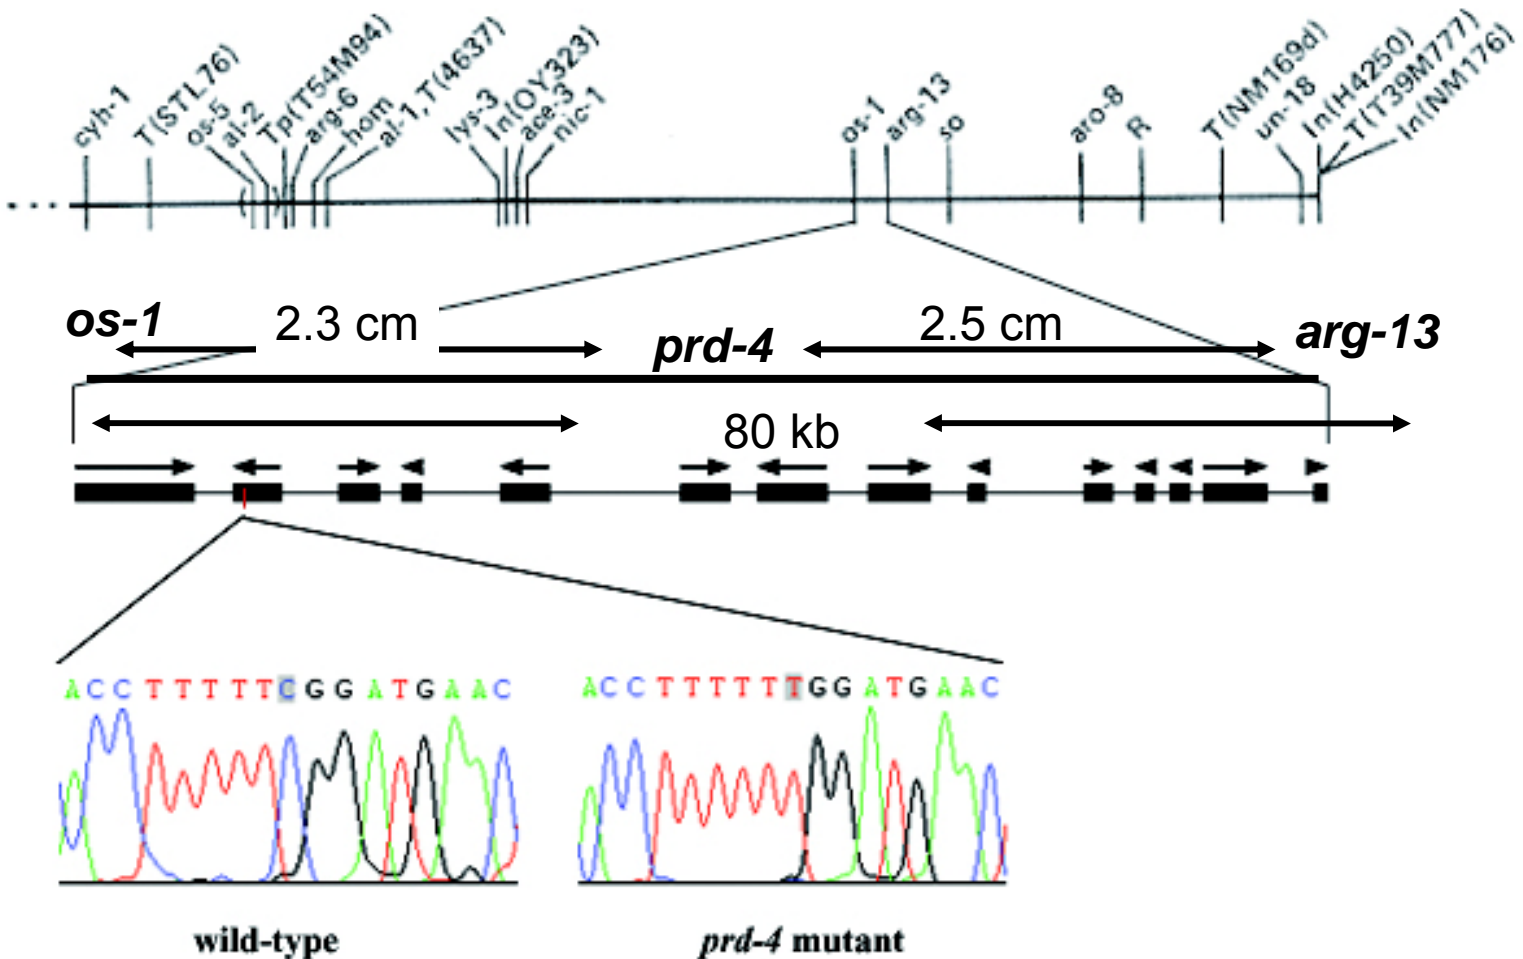 cyh-1
T(STL76)
os-5
al-2
Tp(T54M94)
arg-6
hom
al-1,T(4637)
lys-3
In(OY323)
ace-3
nic-1
os-1
arg-13
so
aro-8
R
T(NM169d)
un-18
In(H4250)
T(T39M777)
In(NM176)
os-1 2.3 cm prd-4 2.5 cm arg-13
80 kb
ACCTTTTTCGGATGAAC ACCTTTTTTGGATGAAC
wild-type prd-4 mutant